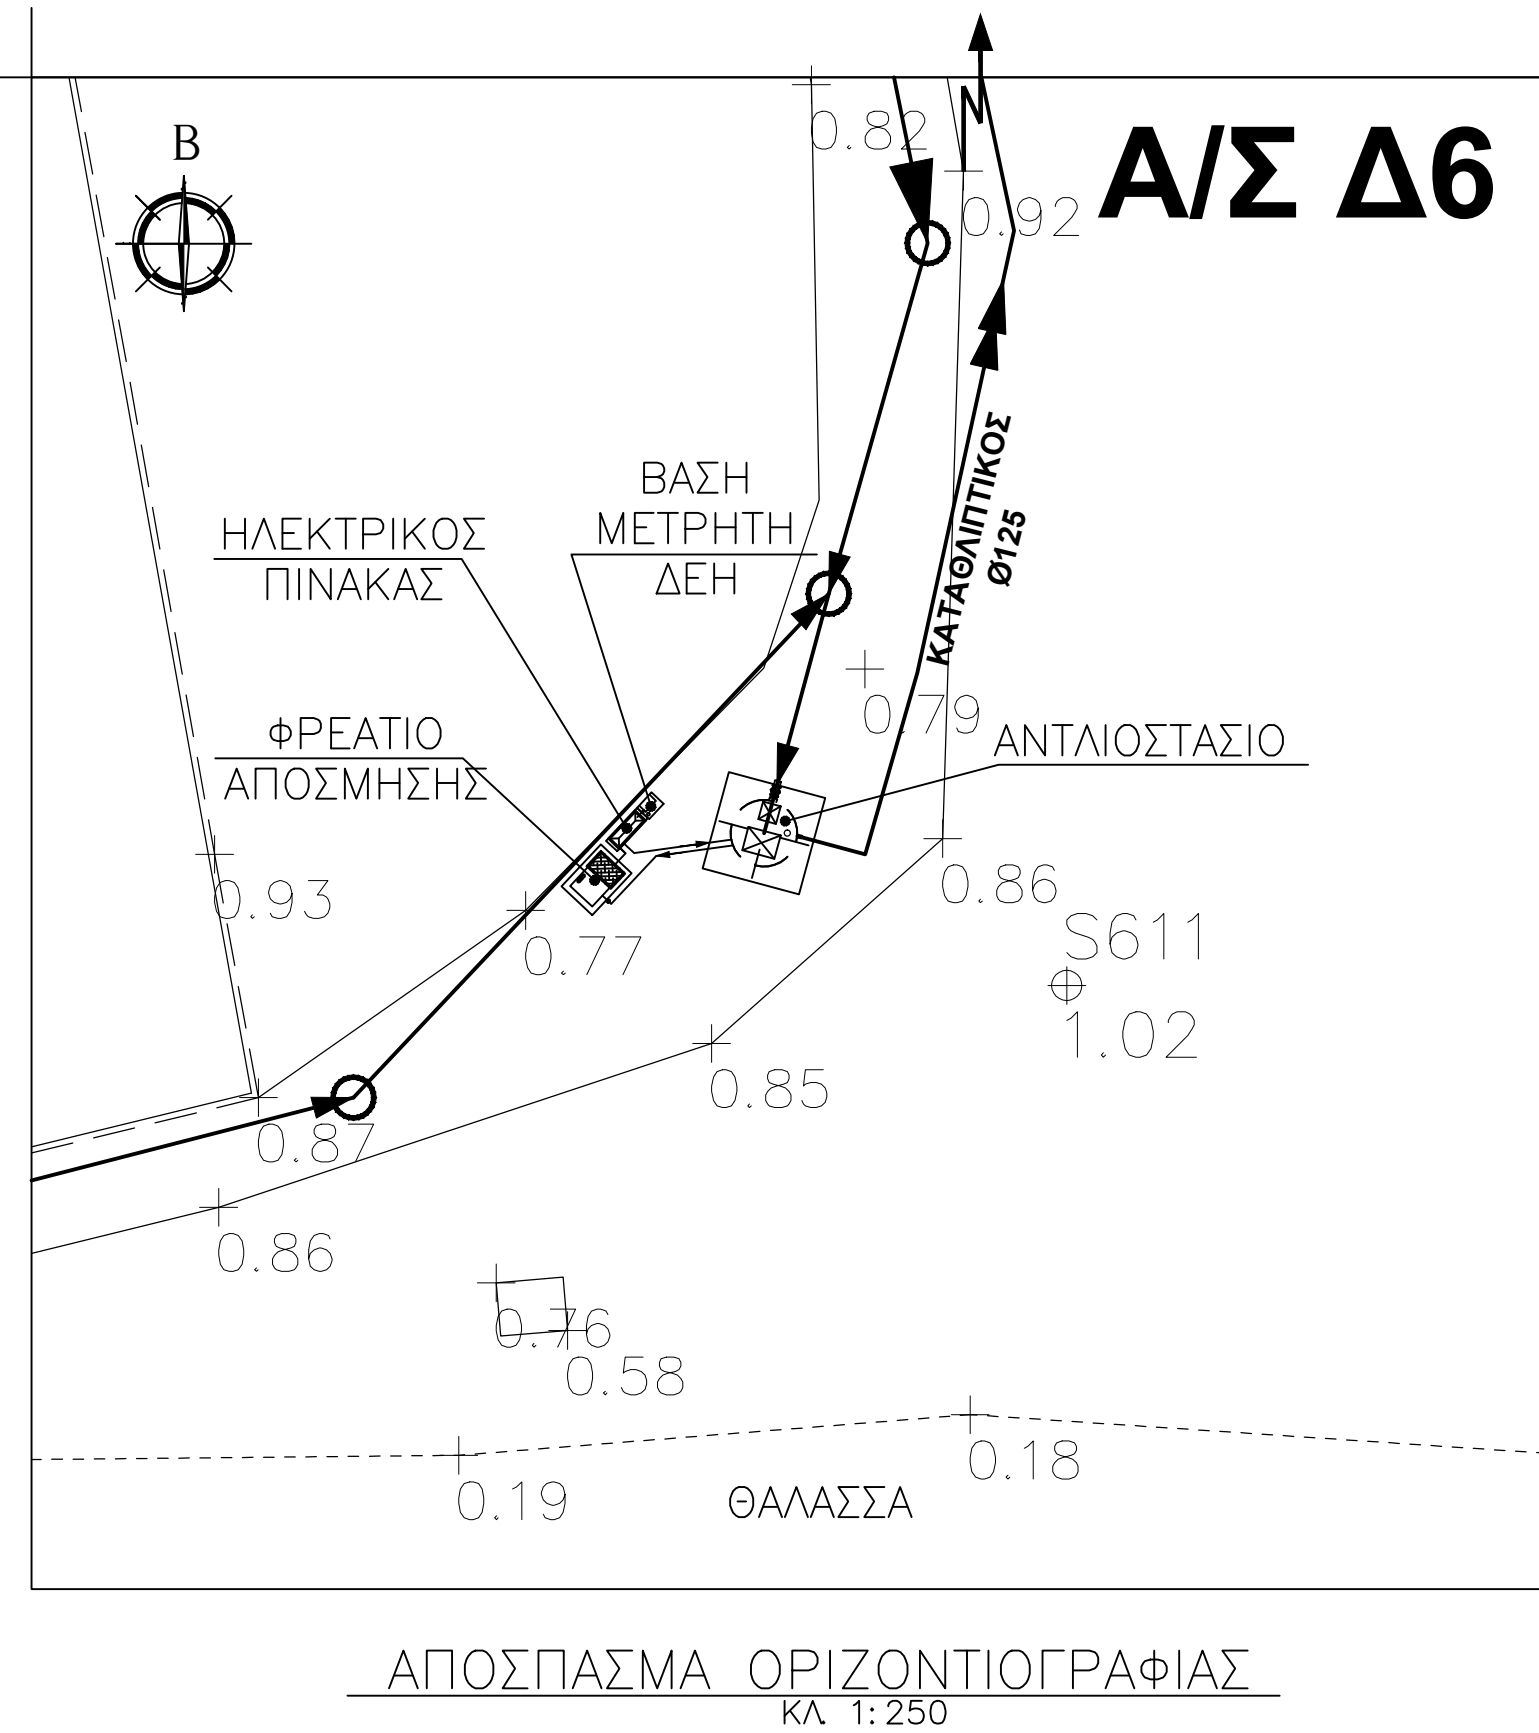 N
Α/Σ Δ6
Β
0.82
0.92
ΒΑΣΗ
ΜΕΤΡΗΤΗ
ΔΕΗ
ΗΛΕΚΤΡΙΚΟΣ
ΠΙΝΑΚΑΣ
ΚΑΤΑΘΛΙΠΤΙΚΟΣ
Ø125
0.79
ΦΡΕΑΤΙΟ
ΑΠΟΣΜΗΣΗΣ
ΑΝΤΛΙΟΣΤΑΣΙΟ
0.93
0.86
0.77
S611
1.02
0.85
0.87
0.86
0.76
0.58
0.18
0.19
ΘΑΛΑΣΣΑ
ΑΠΟΣΠΑΣΜΑ ΟΡΙΖΟΝΤΙΟΓΡΑΦΙΑΣ
ΚΛ. 1:250